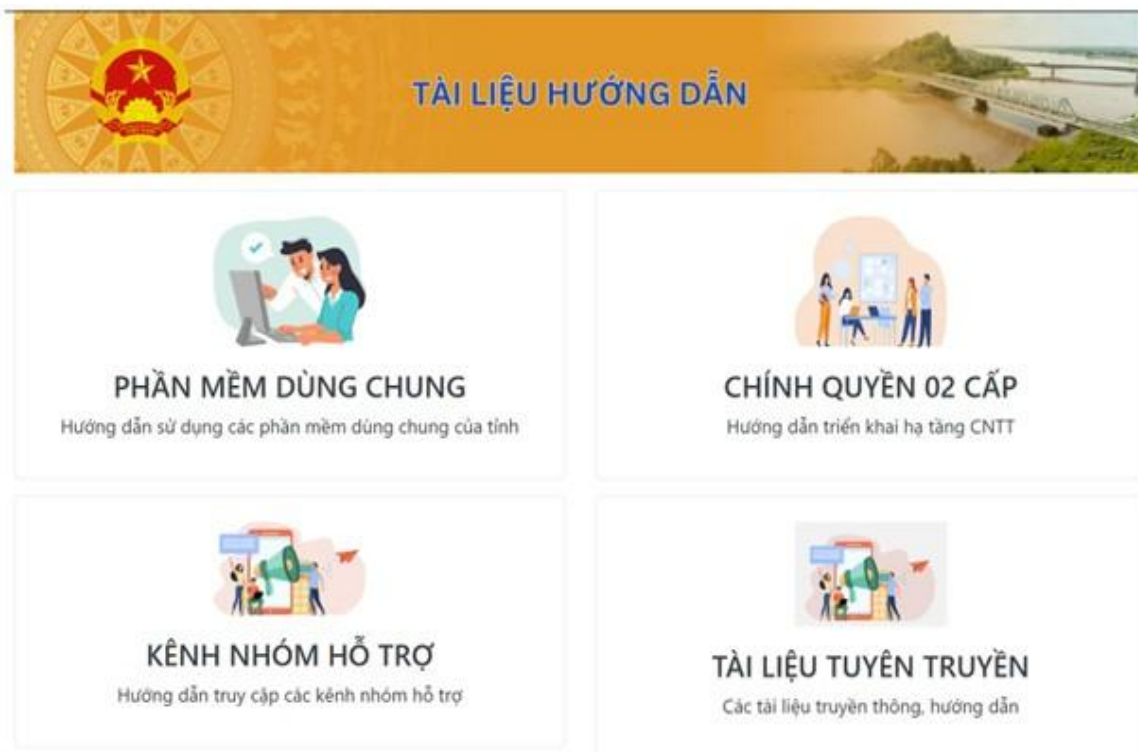 TÀI LIỆU HƯỚNG DẪN
PHẦN MỀM DÙNG CHUNG
Hướng dẫn sử dụng các phần mềm dùng chung của tỉnh
CHÍNH QUYỀN 02 CẤP
Hướng dẫn triển khai hạ tầng CNTT
KÊNH NHÓM HỖ TRỢ
Hướng dẫn truy cập các kênh nhóm hỗ trợ
TÀI LIỆU TUYÊN TRUYỀN
Các tài liệu truyền thông, hướng dẫn